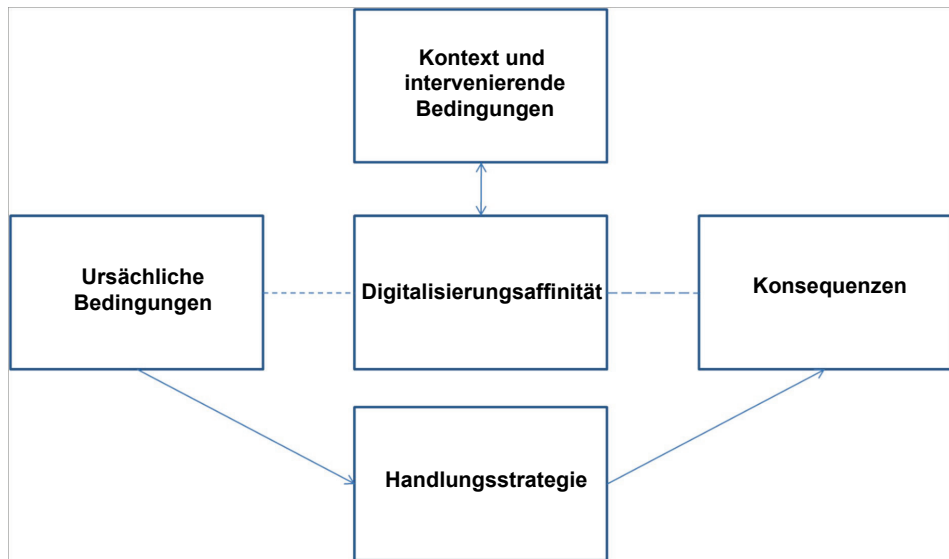 Kontext und
intervenierende
Bedingungen
Ursächliche
Bedingungen
Digitalisierungsaffinität
Konsequenzen
Handlungsstrategie